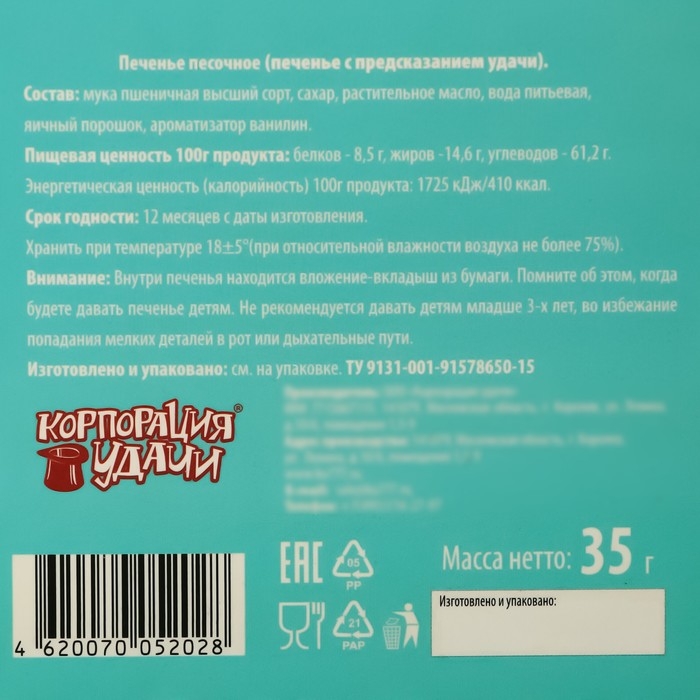 Печенье песочное (печенье с предсказанием удачи).
Состав: мука пшеничная высший сорт, сахар, растительное масло, вода питьевая,
яичный порошок, ароматизатор ванилин.
Пищевая ценность 100г продукта: белков - 8,5 г, жиров -14,6 г, углеводов - 61,2 г.
Энергетическая ценность (калорийность) 100г продукта: 1725 кДж/410 ккал.
Срок годности: 12 месяцев с даты изготовления.
Хранить при температуре 18±5°(при относительной влажности воздуха не более 75%).
Внимание: Внутри печенья находится вложение-вкладыш из бумаги. Помните об этом, когда
будете давать печенье детям. Не рекомендуется давать детям младше 3-х лет, во избежание
попадания мелких деталей в рот или дыхательные пути.
Изготовлено и упаковано: см. на упаковке. ТУ 9131-001-91578650-15
КОРПОРАЦИЯ®
УДАЧИ
EAC
05
PP
Масса нетто: 35 г
21
PAP
Изготовлено и упаковано:
4 620070 052028